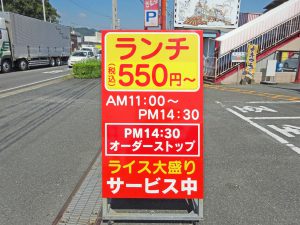 ランチ
(税込)550円～
AM11:00～
PM14:30
PM14:30
オーダーストップ
ライス大盛り
サービス中
P